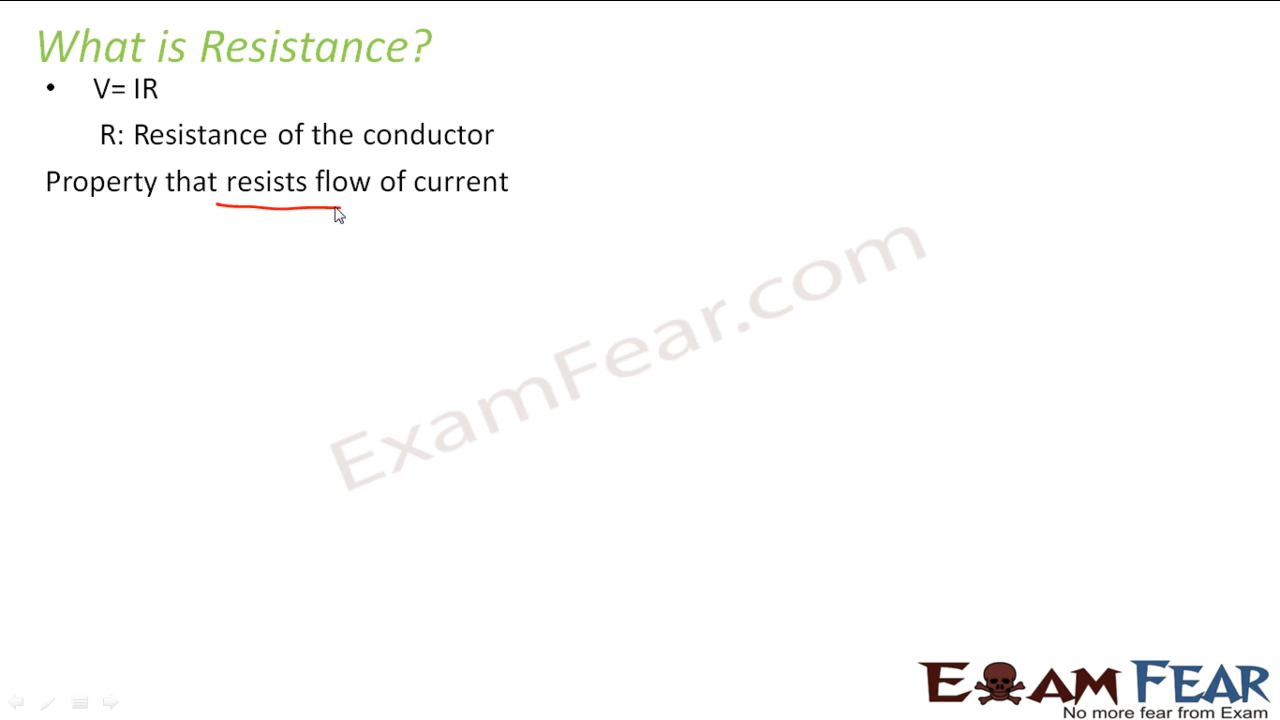 What is Resistance?
• V= IR
R: Resistance of the conductor
Property that resists flow of current
ExamFear.com
EXAM FEAR
No more fear from Exam